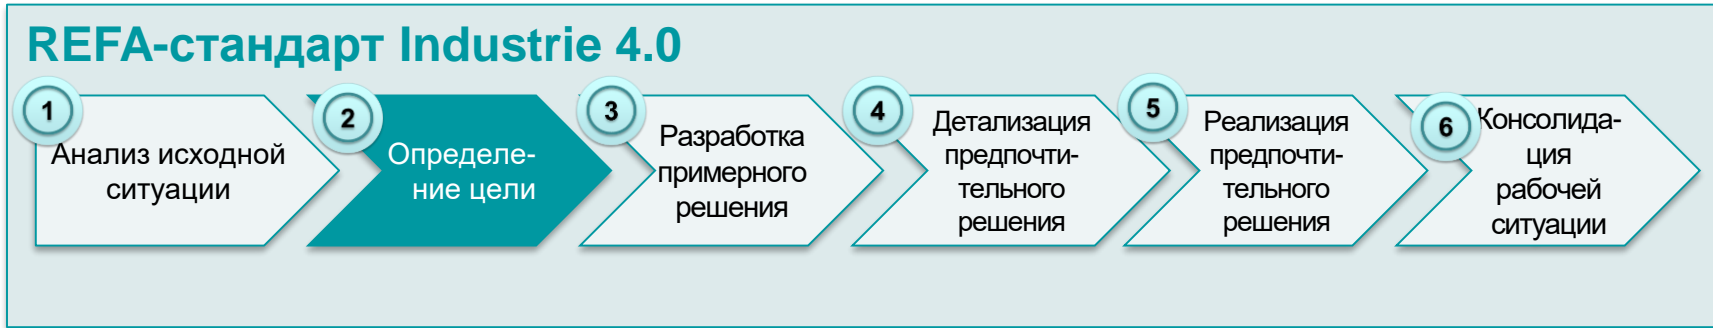 REFA-стандарт Industrie 4.0
1
Анализ исходной
ситуации
2
Определе-
ние цели
3
Разработка
примерного
решения
4
Детализация
предпочти-
тельного
решения
5
Реализация
предпочти-
тельного
решения
6
Консолида-
ция
рабочей
ситуации